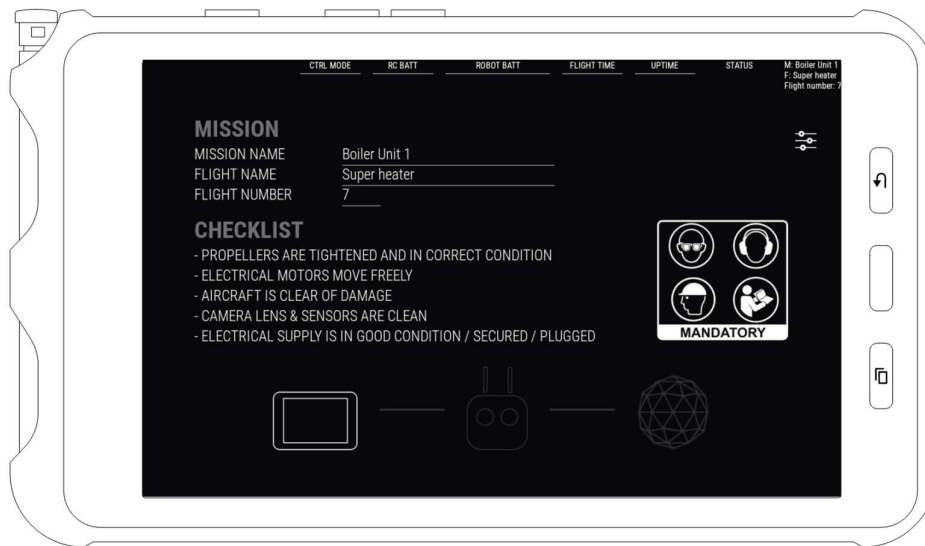 CTRL MODE RC BATT ROBOT BATT FLIGHT TIME UPTIME STATUS M: Boiler Unit 1
F: Super heater
Flight number: 7
MISSION
MISSION NAME Boiler Unit 1
FLIGHT NAME Super heater
FLIGHT NUMBER 7
CHECKLIST
- PROPELLERS ARE TIGHTENED AND IN CORRECT CONDITION
- ELECTRICAL MOTORS MOVE FREELY
- AIRCRAFT IS CLEAR OF DAMAGE
- CAMERA LENS & SENSORS ARE CLEAN
- ELECTRICAL SUPPLY IS IN GOOD CONDITION / SECURED / PLUGGED
MANDATORY